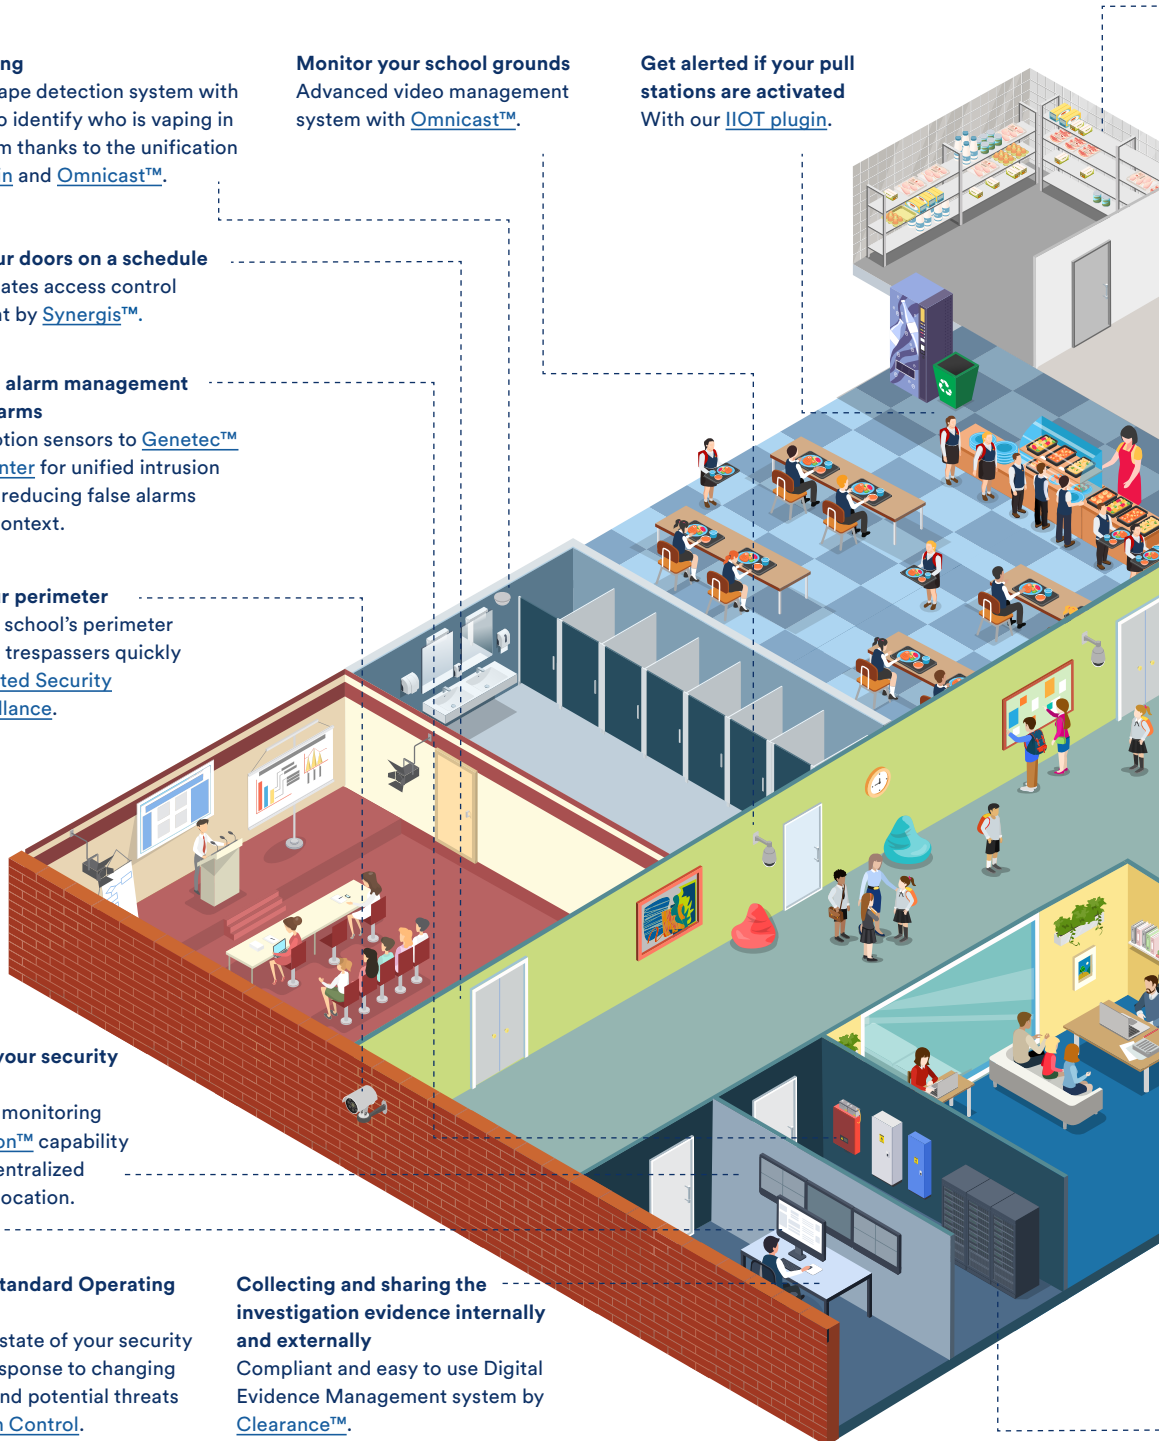 Monitor your school grounds
Advanced video management
system with Omnicast™.
Get alerted if your pull
stations are activated
With our IIOT plugin.
ng
ape detection system with
o identify who is vaping in
m thanks to the unification
in and Omnicast™.
ur doors on a schedule
ates access control
nt by Synergis™.
alarm management
arms
otion sensors to Genetec™
nter for unified intrusion
reducing false alarms
ontext.
r perimeter
school’s perimeter
trespassers quickly
ted Security
illance.
your security
monitoring
on™ capability
entralized
ocation.
tandard Operating
state of your security
sponse to changing
nd potential threats
n Control.
Collecting and sharing the
investigation evidence internally
and externally
Compliant and easy to use Digital
Evidence Management system by
Clearance™.